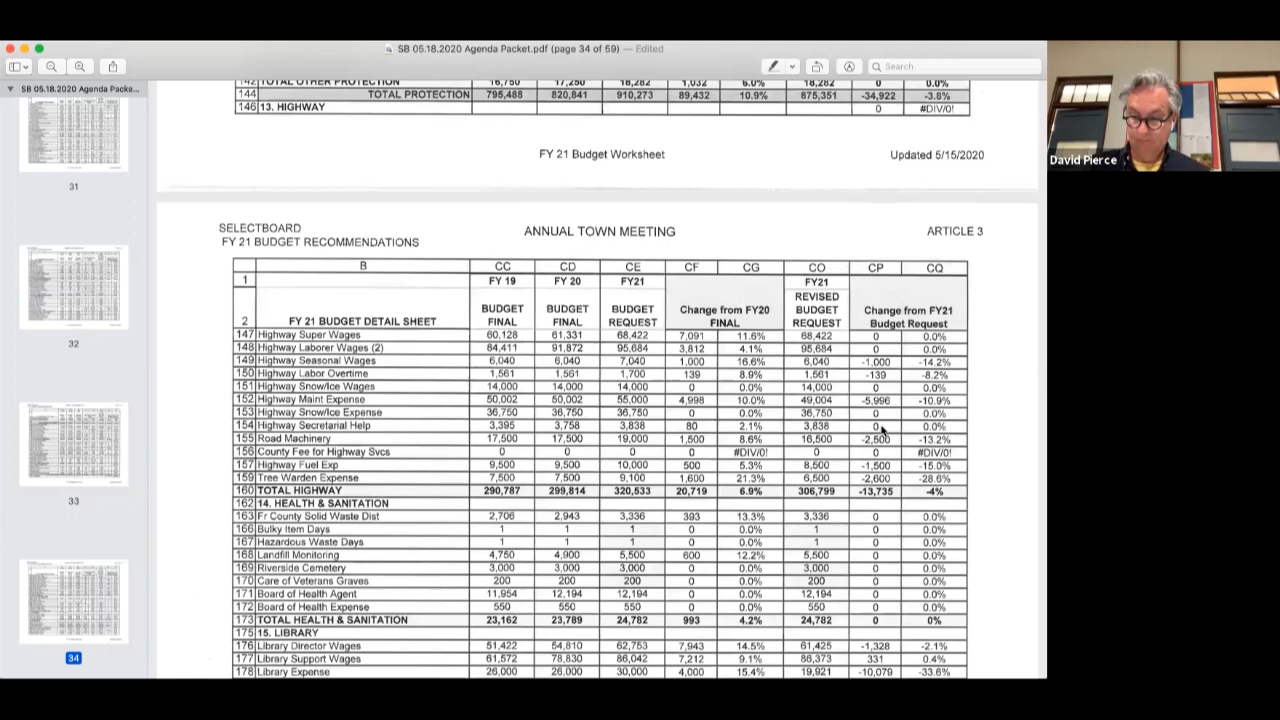 SB 05.18.2020 Agenda Packet.pdf (page 34 of 59) — Edited
Search
SB 05.18.2020 Agenda Packe...
31
32
33
34
David Pierce
142 TOTAL OTHER PROTECTION 16,750 17,250 18,282 1,032 6.0% 18,282 0 0.0%
144 TOTAL PROTECTION 795,488 820,841 910,273 89,432 10.9% 875,351 -34,922 -3.8%
146 13. HIGHWAY 0 #DIV/0!
FY 21 Budget Worksheet Updated 5/15/2020
SELECTBOARD ANNUAL TOWN MEETING ARTICLE 3
FY 21 BUDGET RECOMMENDATIONS
B CC CD CE CF CG CO CP CQ
1 FY 19 FY 20 FY21 FY21
2 FY 21 BUDGET DETAIL SHEET BUDGET FINAL BUDGET FINAL BUDGET REQUEST Change from FY20 FINAL REVISED BUDGET REQUEST Change from FY21 Budget Request
147 Highway Super Wages 60,128 61,331 68,422 7,091 11.6% 68,422 0 0.0%
148 Highway Laborer Wages (2) 84,411 91,872 95,684 3,812 4.1% 95,684 0 0.0%
149 Highway Seasonal Wages 6,040 6,040 7,040 1,000 16.6% 6,040 -1,000 -14.2%
150 Highway Labor Overtime 1,561 1,561 1,700 139 8.9% 1,561 -139 -8.2%
151 Highway Snow/Ice Wages 14,000 14,000 14,000 0 0.0% 14,000 0 0.0%
152 Highway Maint Expense 50,002 50,002 55,000 4,998 10.0% 49,004 -5,996 -10.9%
153 Highway Snow/Ice Expense 36,750 36,750 36,750 0 0.0% 36,750 0 0.0%
154 Highway Secretarial Help 3,395 3,758 3,838 80 2.1% 3,838 0 0.0%
155 Road Machinery 17,500 17,500 19,000 1,500 8.6% 16,500 -2,500 -13.2%
156 County Fee for Highway Svcs 0 0 0 0 #DIV/0! 0 0 #DIV/0!
157 Highway Fuel Exp 9,500 9,500 10,000 500 5.3% 8,500 -1,500 -15.0%
159 Tree Warden Expense 7,500 7,500 9,100 1,600 21.3% 6,500 -2,600 -28.6%
160 TOTAL HIGHWAY 290,787 299,814 320,533 20,719 6.9% 306,799 -13,735 -4%
162 14. HEALTH & SANITATION
163 Fr County Solid Waste Dist 2,706 2,943 3,336 393 13.3% 3,336 0 0.0%
166 Bulky Item Days 1 1 1 0 0.0% 1 0 0.0%
167 Hazardous Waste Days 1 1 1 0 0.0% 1 0 0.0%
168 Landfill Monitoring 4,750 4,900 5,500 600 12.2% 5,500 0 0.0%
169 Riverside Cemetery 3,000 3,000 3,000 0 0.0% 3,000 0 0.0%
170 Care of Veterans Graves 200 200 200 0 0.0% 200 0 0.0%
171 Board of Health Agent 11,954 12,194 12,194 0 0.0% 12,194 0 0.0%
172 Board of Health Expense 550 550 550 0 0.0% 550 0 0.0%
173 TOTAL HEALTH & SANITATION 23,162 23,789 24,782 993 4.2% 24,782 0 0%
175 15. LIBRARY
176 Library Director Wages 51,422 54,810 62,753 7,943 14.5% 61,425 -1,328 -2.1%
177 Library Support Wages 61,572 78,830 86,042 7,212 9.1% 86,373 331 0.4%
178 Library Expense 26,000 26,000 30,000 4,000 15.4% 19,921 -10,079 -33.6%